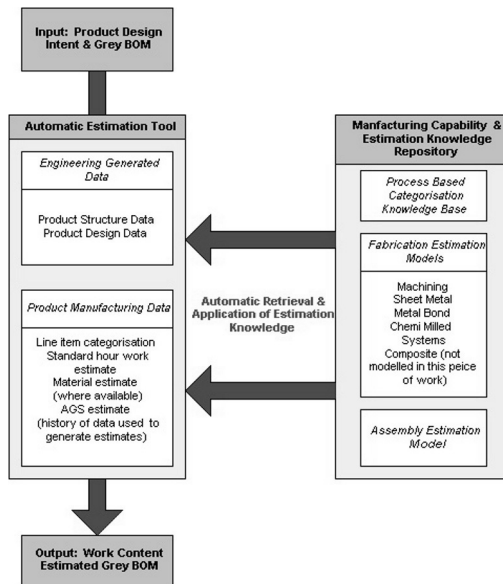 Input: Product Design
Intent & Grey BOM
Automatic Estimation Tool
Engineering Generated
Data
Product Structure Data
Product Design Data
Product Manufacturing Data
Line item categorisation
Standard hour work
estimate
Material estimate
(where available)
AGS estimate
(history of data used to
generate estimates)
Automatic Retrieval &
Application of Estimation
Knowledge
Manfacturing Capability &
Estimation Knowledge
Repository
Process Based
Categorisation
Knowledge Base
Fabrication Estimation
Models
Machining
Sheet Metal
Metal Bond
Chemi Milled
Systems
Composite (not
modelled in this peice
of work)
Assembly Estimation
Model
Output: Work Content
Estimated Grey BOM